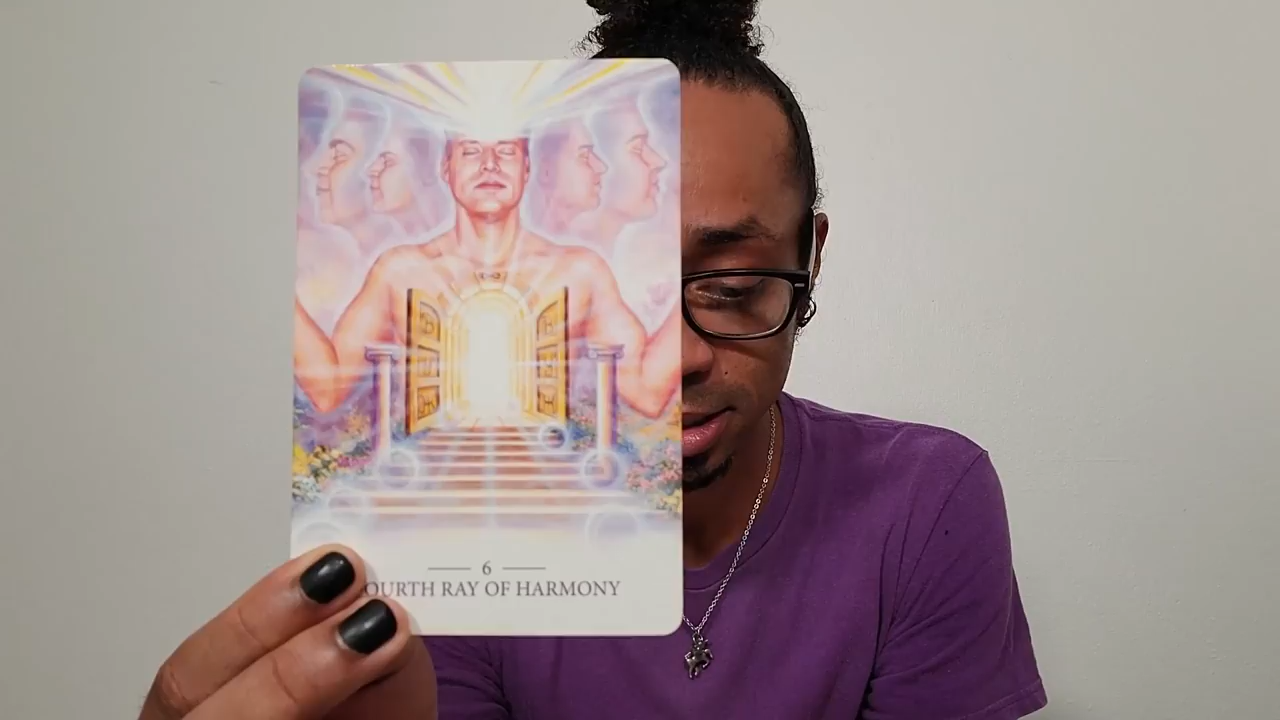 — 6 —
OURTH RAY OF HARMONY